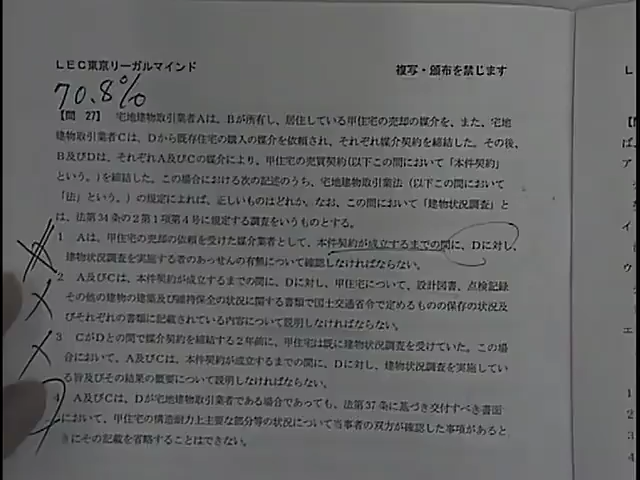 LEC東京リーガルマインド 複写・頒布を禁じます
70.8%
【問 27】 宅地建物取引業者Aは、Bが所有し、居住している甲住宅の売却の媒介を、また、宅地
建物取引業者Cは、Dから既存住宅の購入の媒介を依頼され、それぞれ媒介契約を締結した。その後、
B及びDは、それぞれA及びCの媒介により、甲住宅の売買契約(以下この問において「本件契約」
という。)を締結した。この場合における次の記述のうち、宅地建物取引業法(以下この問において
「法」という。)の規定によれば、正しいものはどれか。なお、この問において「建物状況調査」と
は、法第34条の2第1項第4号に規定する調査をいうものとする。
1 Aは、甲住宅の売却の依頼を受けた媒介業者として、本件契約が成立するまでの間に、Dに対し、
建物状況調査を実施する者のあっせんの有無について確認しなければならない。
2 A及びCは、本件契約が成立するまでの間に、Dに対し、甲住宅について、設計図書、点検記録
その他の建物の建築及び維持保全の状況に関する書類で国土交通省令で定めるものの保存の状況及
びそれぞれの書類に記載されている内容について説明しなければならない。
3 CがDとの間で媒介契約を締結する2年前に、甲住宅は既に建物状況調査を受けていた。この場
合において、A及びCは、本件契約が成立するまでの間に、Dに対し、建物状況調査を実施してい
る旨及びその結果の概要について説明しなければならない。
4 A及びCは、Dが宅地建物取引業者である場合であっても、法第37条に基づき交付すべき書面
において、甲住宅の構造耐力上主要な部分等の状況について当事者の双方が確認した事項があると
きにその記載を省略することはできない。
L
【問
ば、
ア
イ
ウ
エ
1
2
3
4